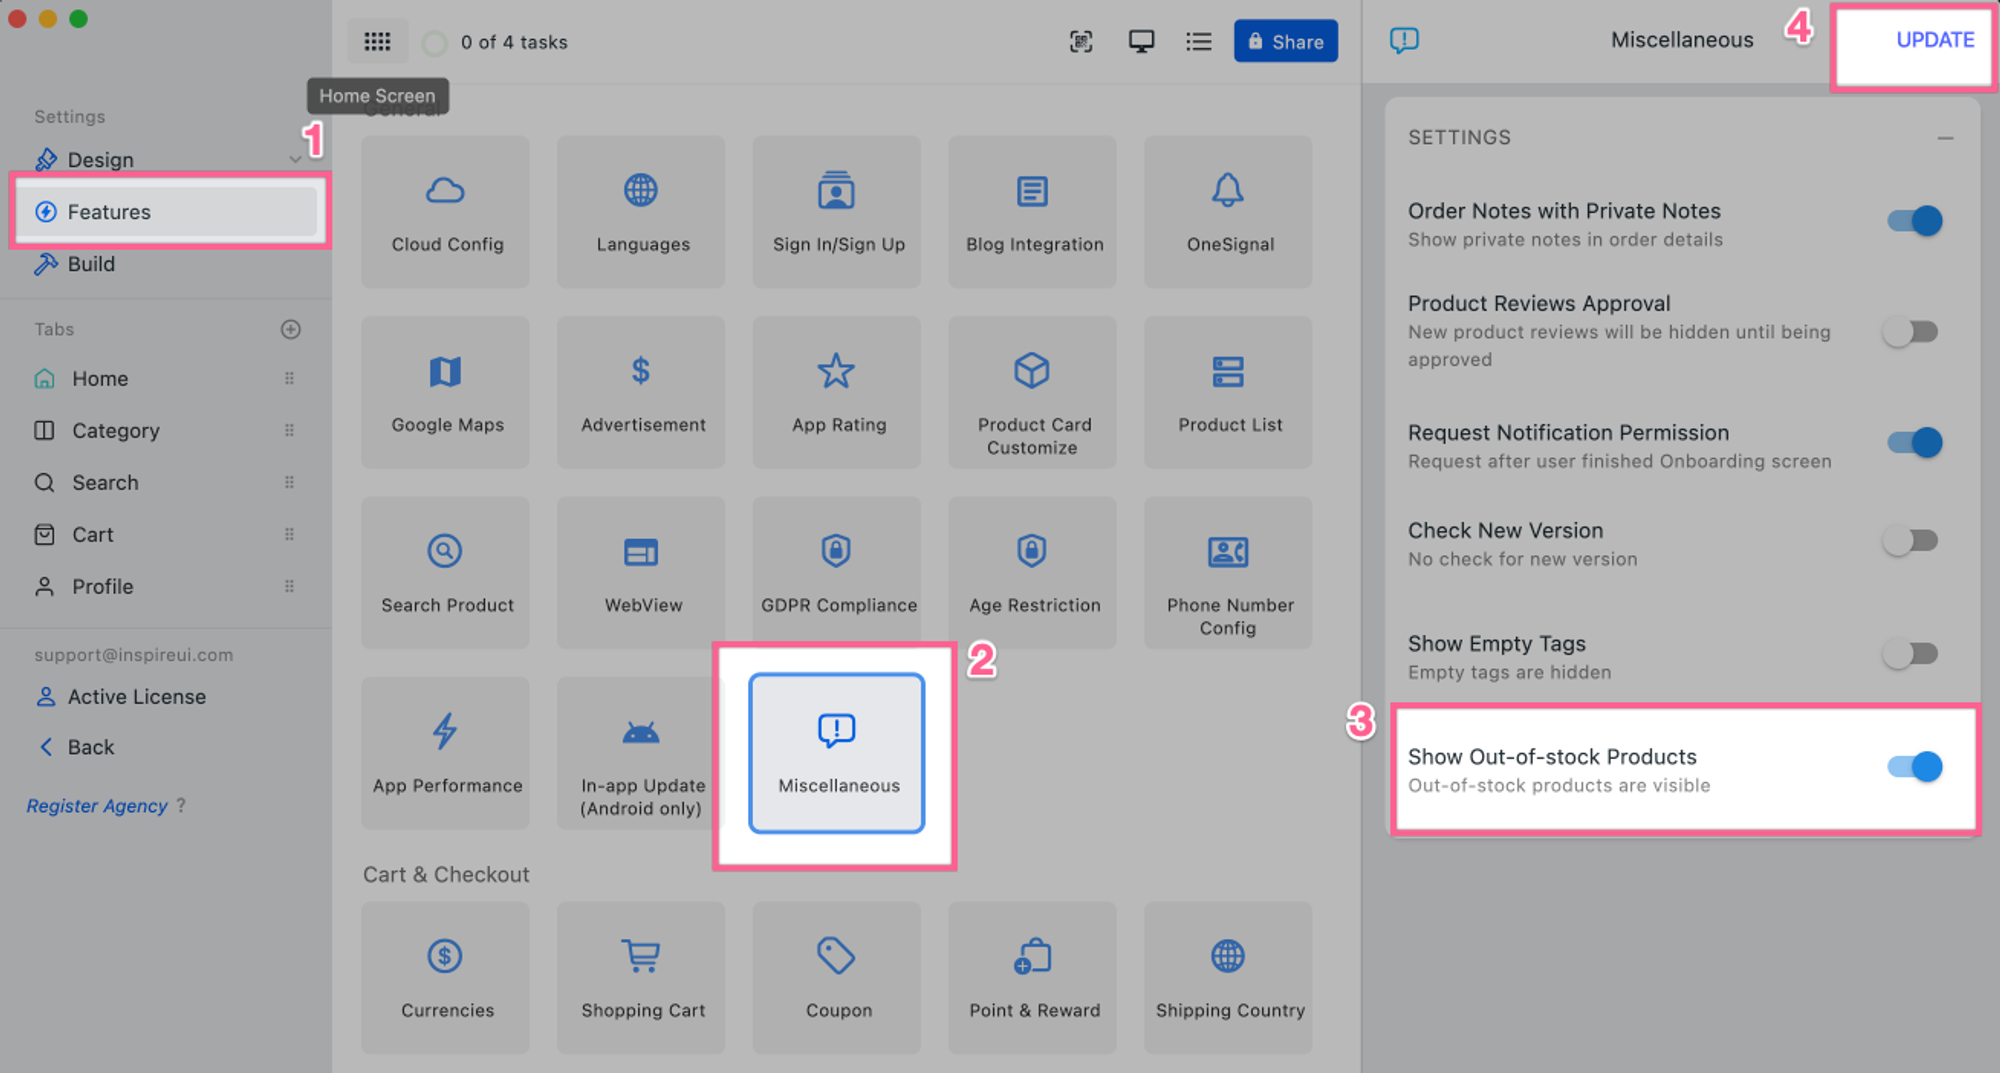 0 of 4 tasks
Share
Miscellaneous
4
UPDATE
Home Screen
Settings
1
Design
Features
Build
Tabs
Home
Category
Search
Cart
Profile
support@inspireui.com
Active License
Back
Register Agency ?
General
Cloud Config
Languages
Sign In/Sign Up
Blog Integration
OneSignal
Google Maps
Advertisement
App Rating
Product Card
Customize
Product List
Search Product
WebView
GDPR Compliance
Age Restriction
Phone Number
Config
2
App Performance
In-app Update
(Android only)
Miscellaneous
Cart & Checkout
Currencies
Shopping Cart
Coupon
Point & Reward
Shipping Country
SETTINGS
Order Notes with Private Notes
Show private notes in order details
Product Reviews Approval
New product reviews will be hidden until being
approved
Request Notification Permission
Request after user finished Onboarding screen
Check New Version
No check for new version
Show Empty Tags
Empty tags are hidden
3
Show Out-of-stock Products
Out-of-stock products are visible